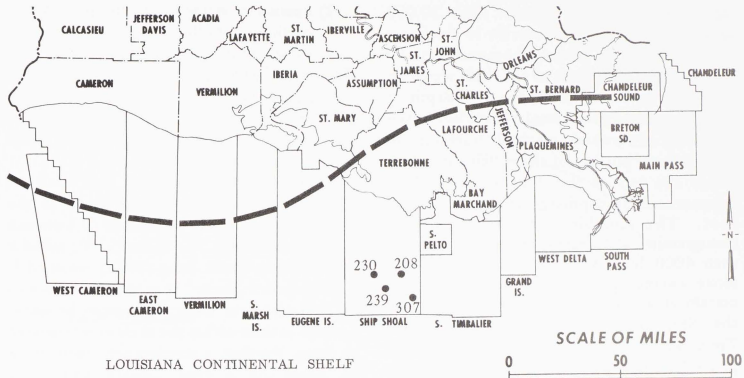 CALCASIEU
JEFFERSON
DAVIS
ACADIA
LAFAYETTE
ST.
MARTIN
IBERVILLE
ASCENSION
ST.
JOHN
ST.
JAMES
ORLEANS
CHANDELEUR
CAMERON
VERMILION
IBERIA
ASSUMPTION
ST.
CHARLES
ST. BERNARD
CHANDELEUR
SOUND
ST. MARY
LAFOURCHE
JEFFERSON
PLAQUEMINES
BRETON
SD.
TERREBONNE
MAIN PASS
BAY
MARCHAND
S.
PELTO
-N-
230
208
239
307
WEST CAMERON
EAST
CAMERON
VERMILION
S.
MARSH
IS.
EUGENE IS.
SHIP SHOAL
S. TIMBALIER
GRAND
IS.
WEST DELTA
SOUTH
PASS
LOUISIANA CONTINENTAL SHELF
SCALE OF MILES
0 50 100